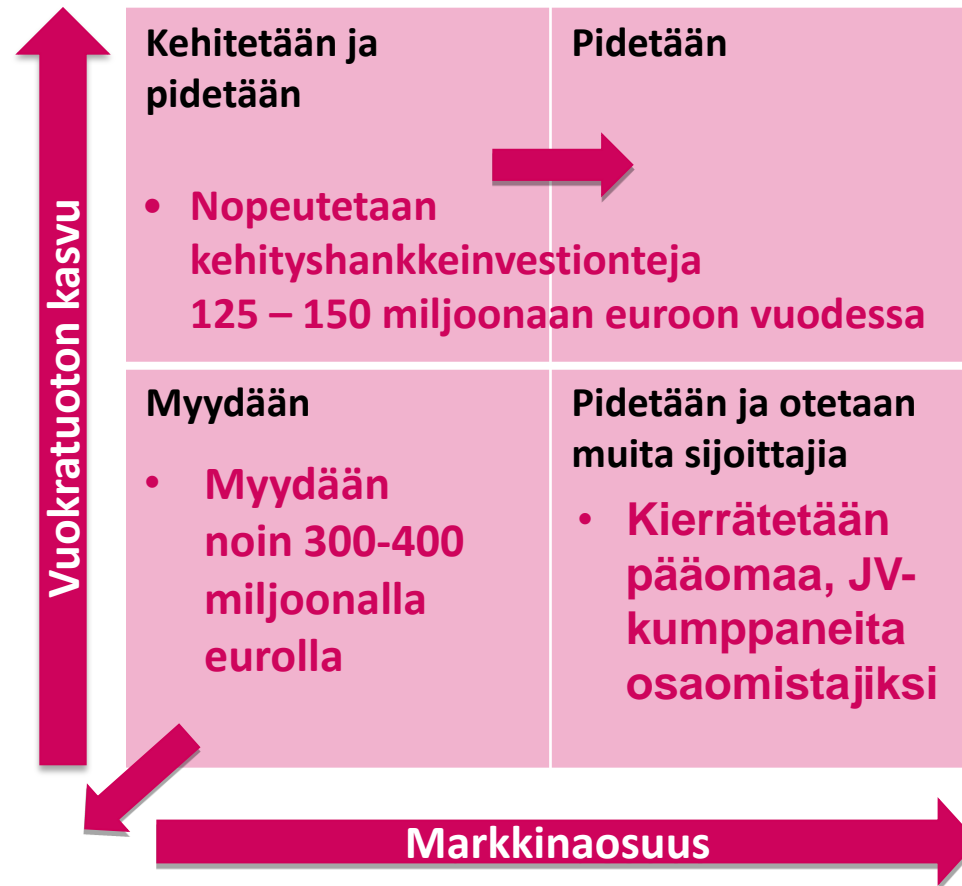 Vuokratuoton kasvu
Kehitetään ja
pidetään
Pidetään
• Nopeutetaan
kehityshankkeinvestionteja
125 – 150 miljoonaan euroon vuodessa
Myydään
• Myydään
noin 300-400
miljoonalla
eurolla
Pidetään ja otetaan
muita sijoittajia
• Kierrätetään
pääomaa, JV-
kumppaneita
osaomistajiksi
Markkinaosuus